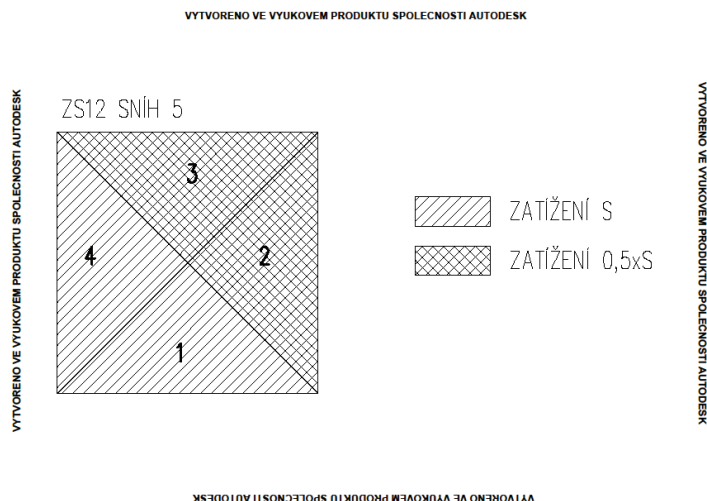 VYTVORENO VE VYUKOVEM PRODUKTU SPOLECNOSTI AUTODESK
VYTVORENO VE VYUKOVEM PRODUKTU SPOLECNOSTI AUTODESK
ZS12 SNÍH 5
3
4
2
1
ZATÍŽENÍ S
ZATÍŽENÍ 0,5xS
VYTVORENO VE VYUKOVEM PRODUKTU SPOLECNOSTI AUTODESK
VYTVORENO VE VYUKOVEM PRODUKTU SPOLECNOSTI AUTODESK